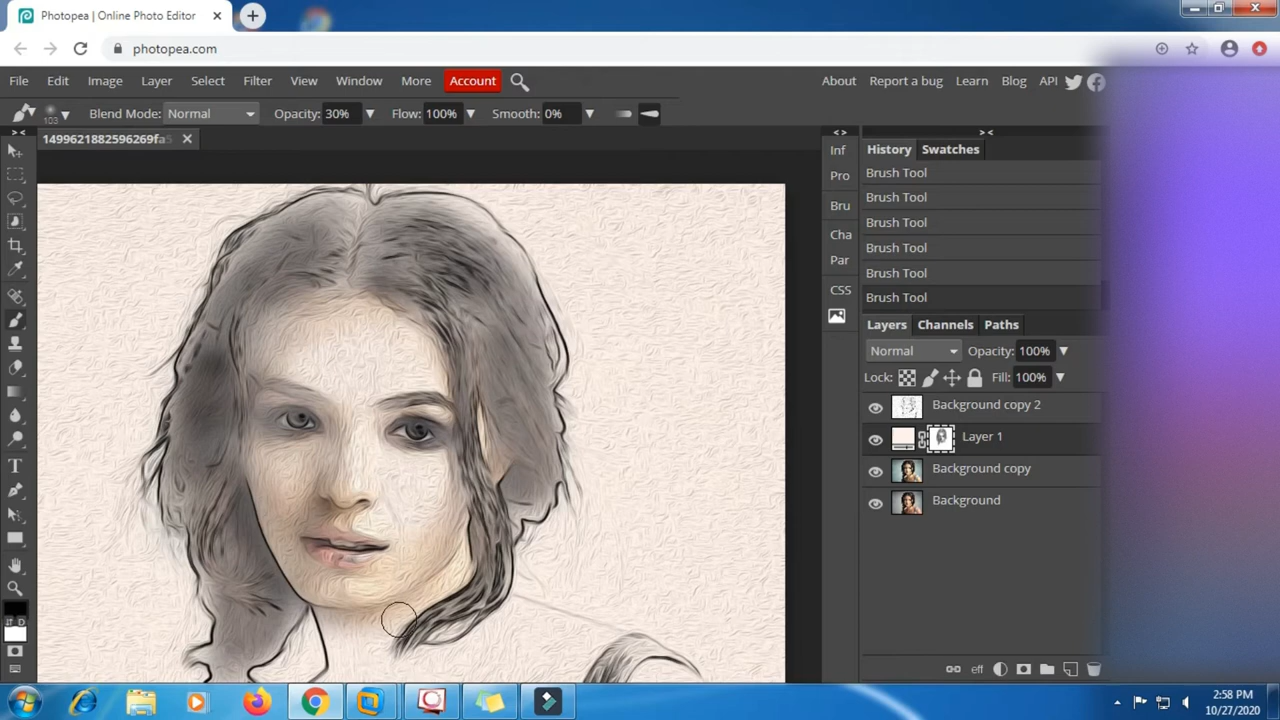 Photopea | Online Photo Editor
photopea.com
File Edit Image Layer Select Filter View Window More Account
About Report a bug Learn Blog API
103 Blend Mode: Normal Opacity: 30% Flow: 100% Smooth: 0%
1499621882596269fa5
> < < > > <
Inf
Pro
Bru
Cha
Par
CSS
History Swatches
Brush Tool
Brush Tool
Brush Tool
Brush Tool
Brush Tool
Brush Tool
Layers Channels Paths
Normal Opacity: 100%
Lock: Fill: 100%
Background copy 2
Layer 1
Background copy
Background
T
D
eff
2:58 PM
10/27/2020